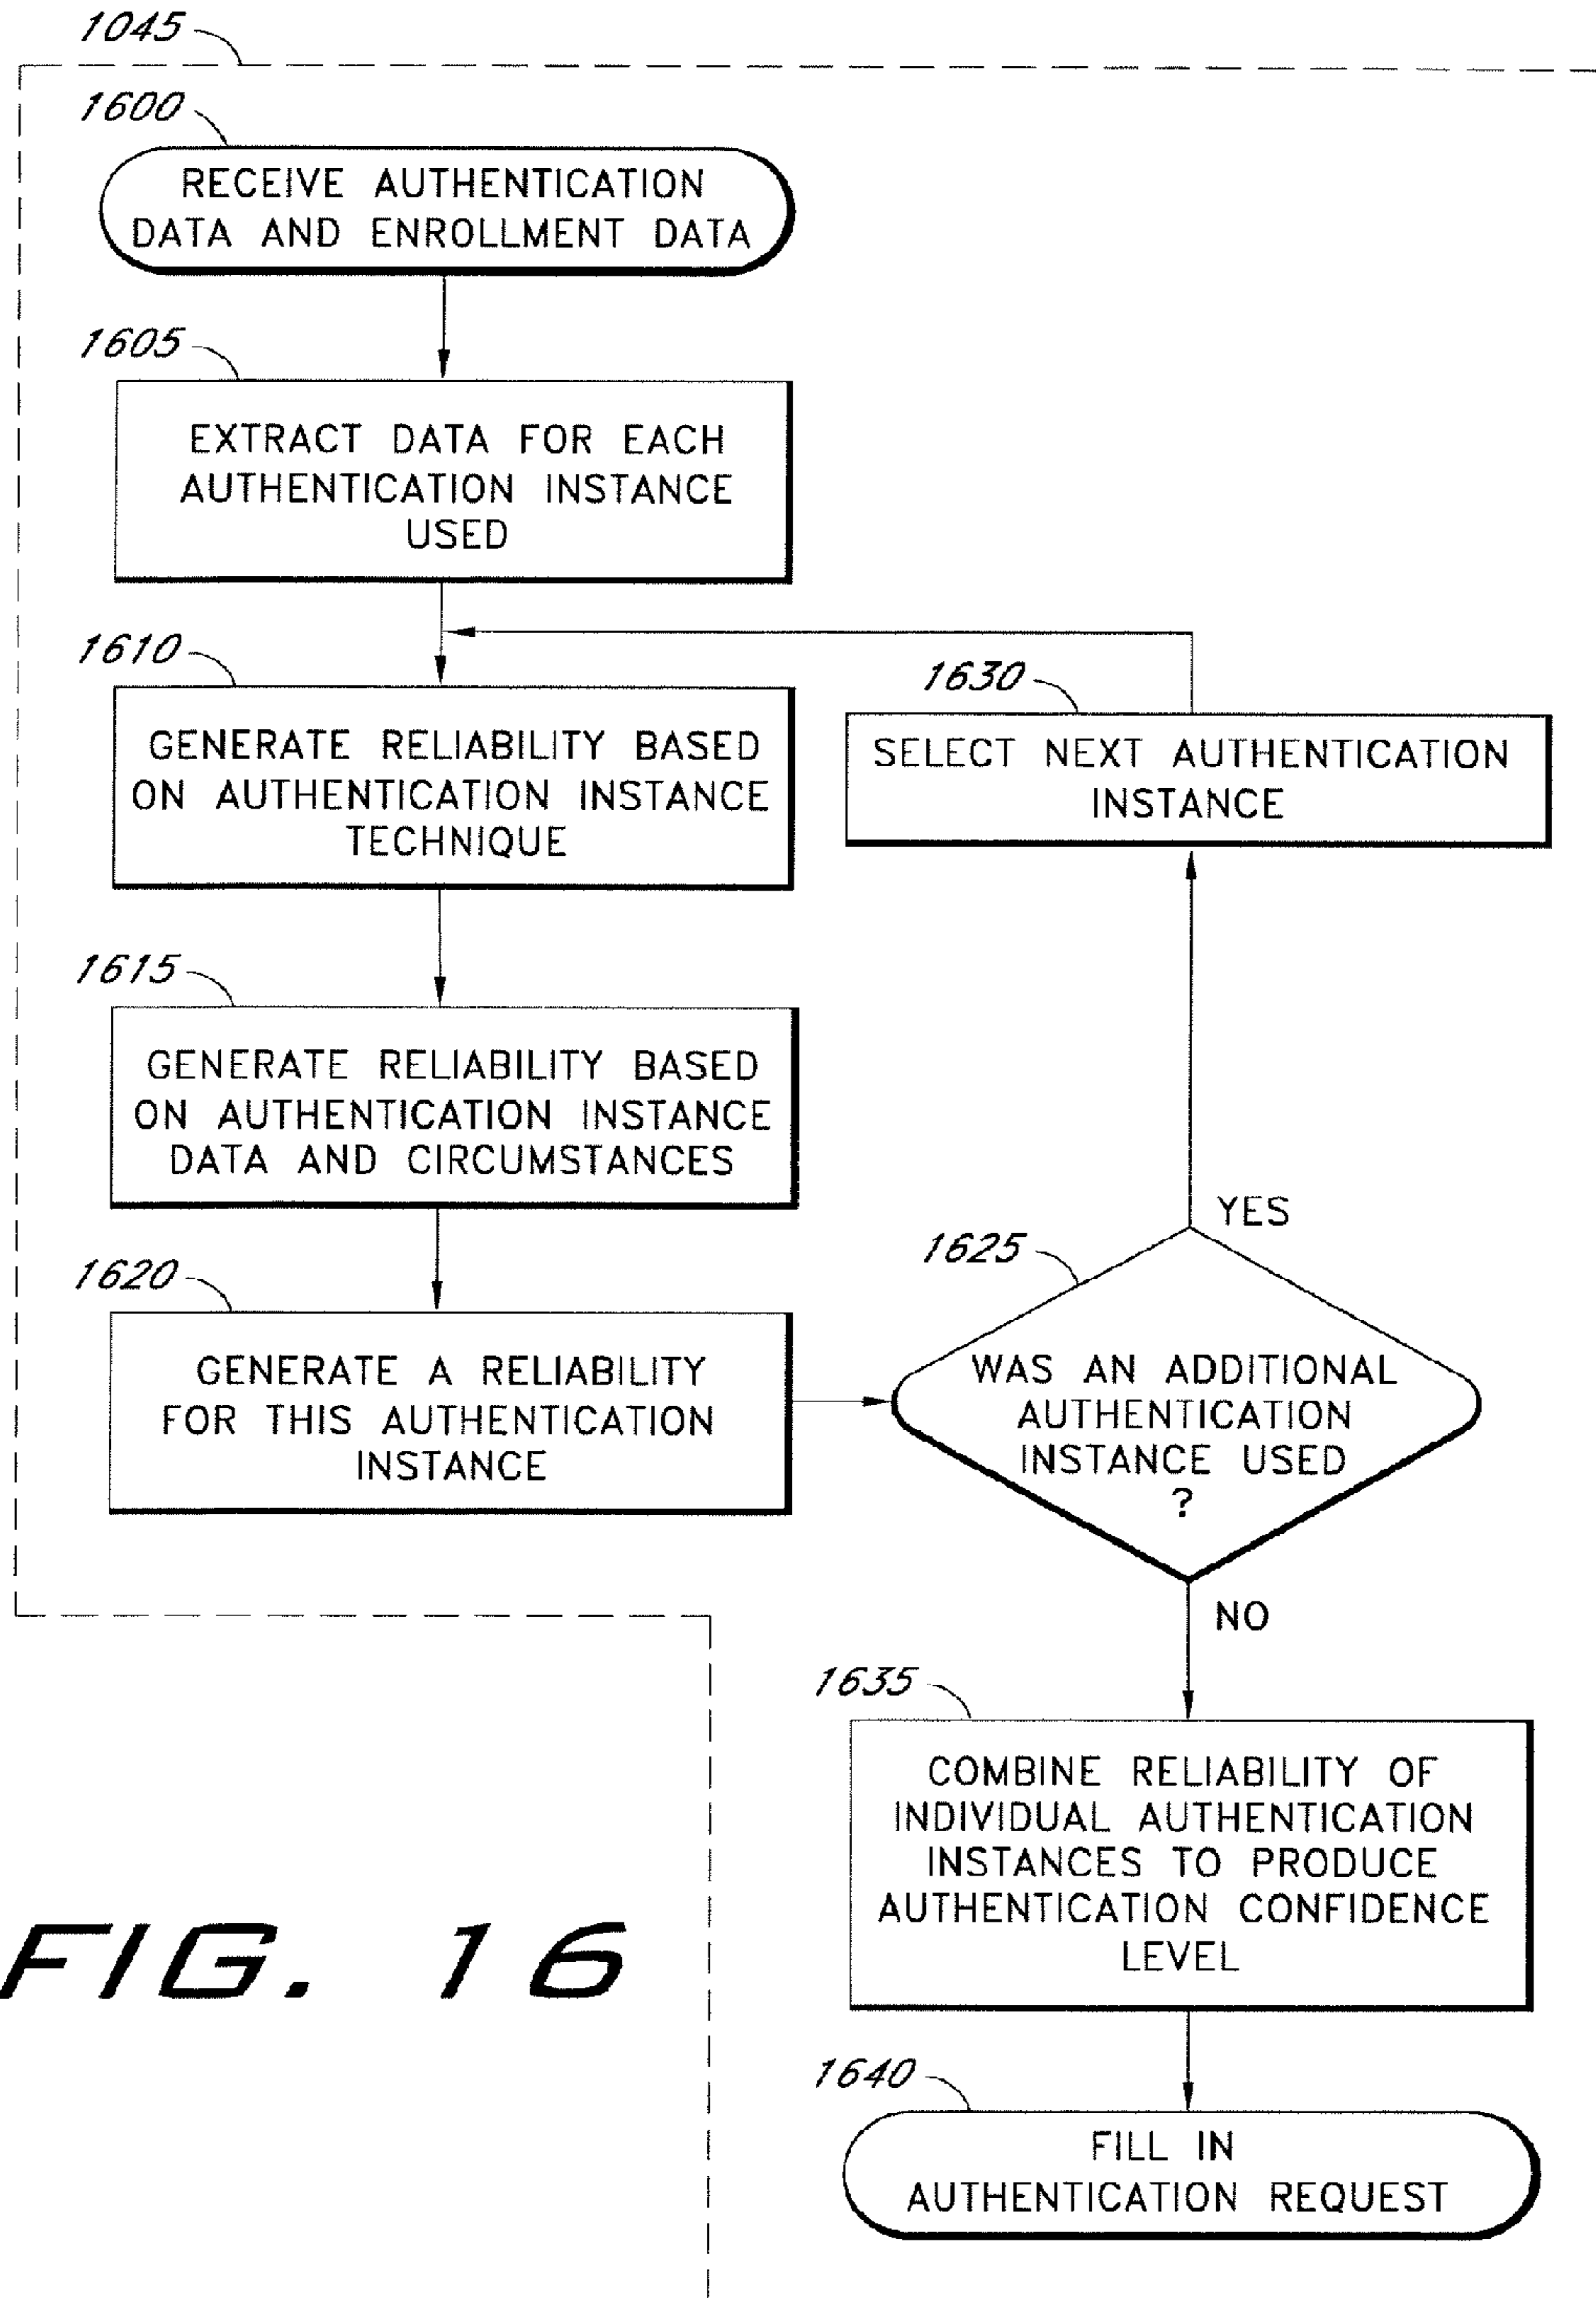 1045
1600
RECEIVE AUTHENTICATION
DATA AND ENROLLMENT DATA
1605
EXTRACT DATA FOR EACH
AUTHENTICATION INSTANCE
USED
1610
GENERATE RELIABILITY BASED
ON AUTHENTICATION INSTANCE
TECHNIQUE
1630
SELECT NEXT AUTHENTICATION
INSTANCE
1615
GENERATE RELIABILITY BASED
ON AUTHENTICATION INSTANCE
DATA AND CIRCUMSTANCES
1620
GENERATE A RELIABILITY
FOR THIS AUTHENTICATION
INSTANCE
YES
1625
WAS AN ADDITIONAL
AUTHENTICATION
INSTANCE USED
?
NO
1635
COMBINE RELIABILITY OF
INDIVIDUAL AUTHENTICATION
INSTANCES TO PRODUCE
AUTHENTICATION CONFIDENCE
LEVEL
1640
FILL IN
AUTHENTICATION REQUEST
FIG. 16